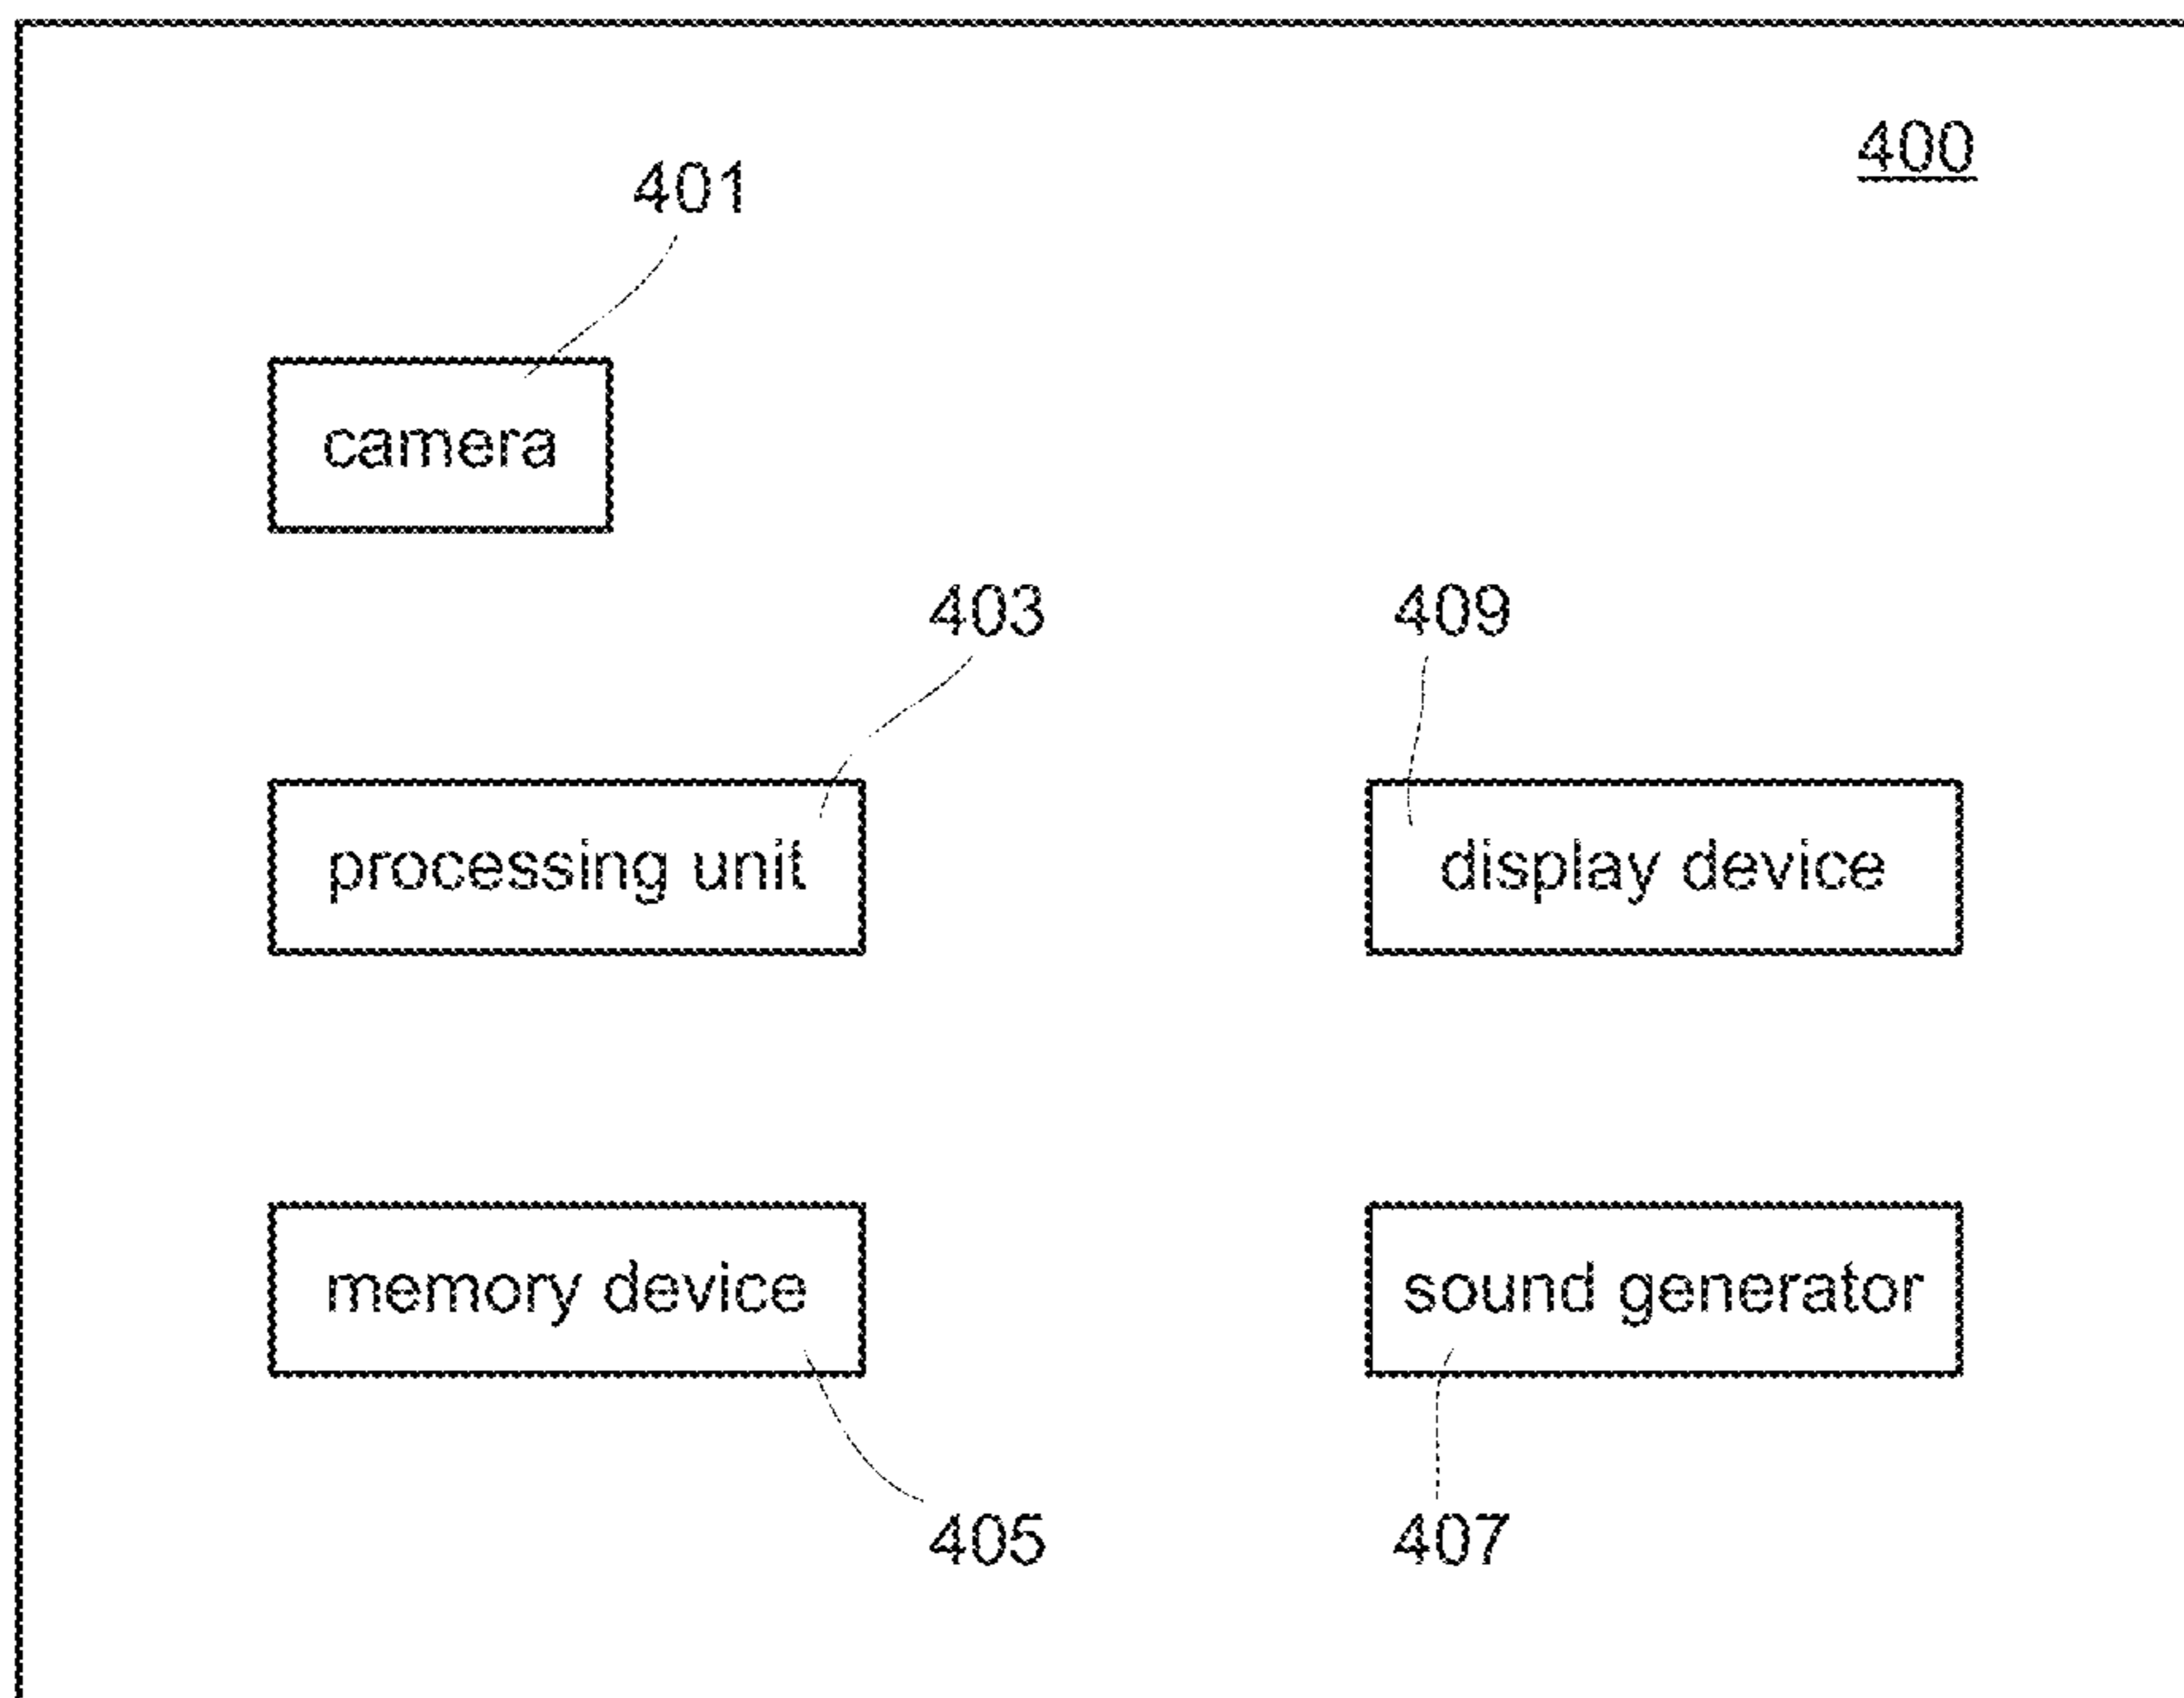 400
401
camera
403
409
processing unit
display device
memory device
sound generator
405
407